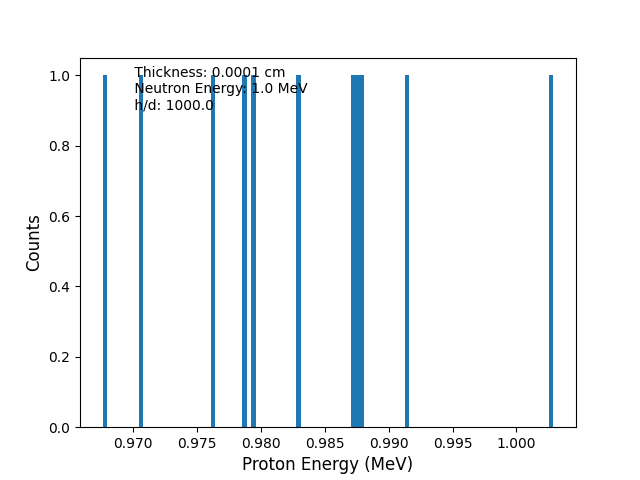 Thickness: 0.0001 cm
Neutron Energy: 1.0 MeV
h/d: 1000.0
1.0
0.8
0.6
0.4
0.2
0.0
Counts
0.970 0.975 0.980 0.985 0.990 0.995 1.000
Proton Energy (MeV)